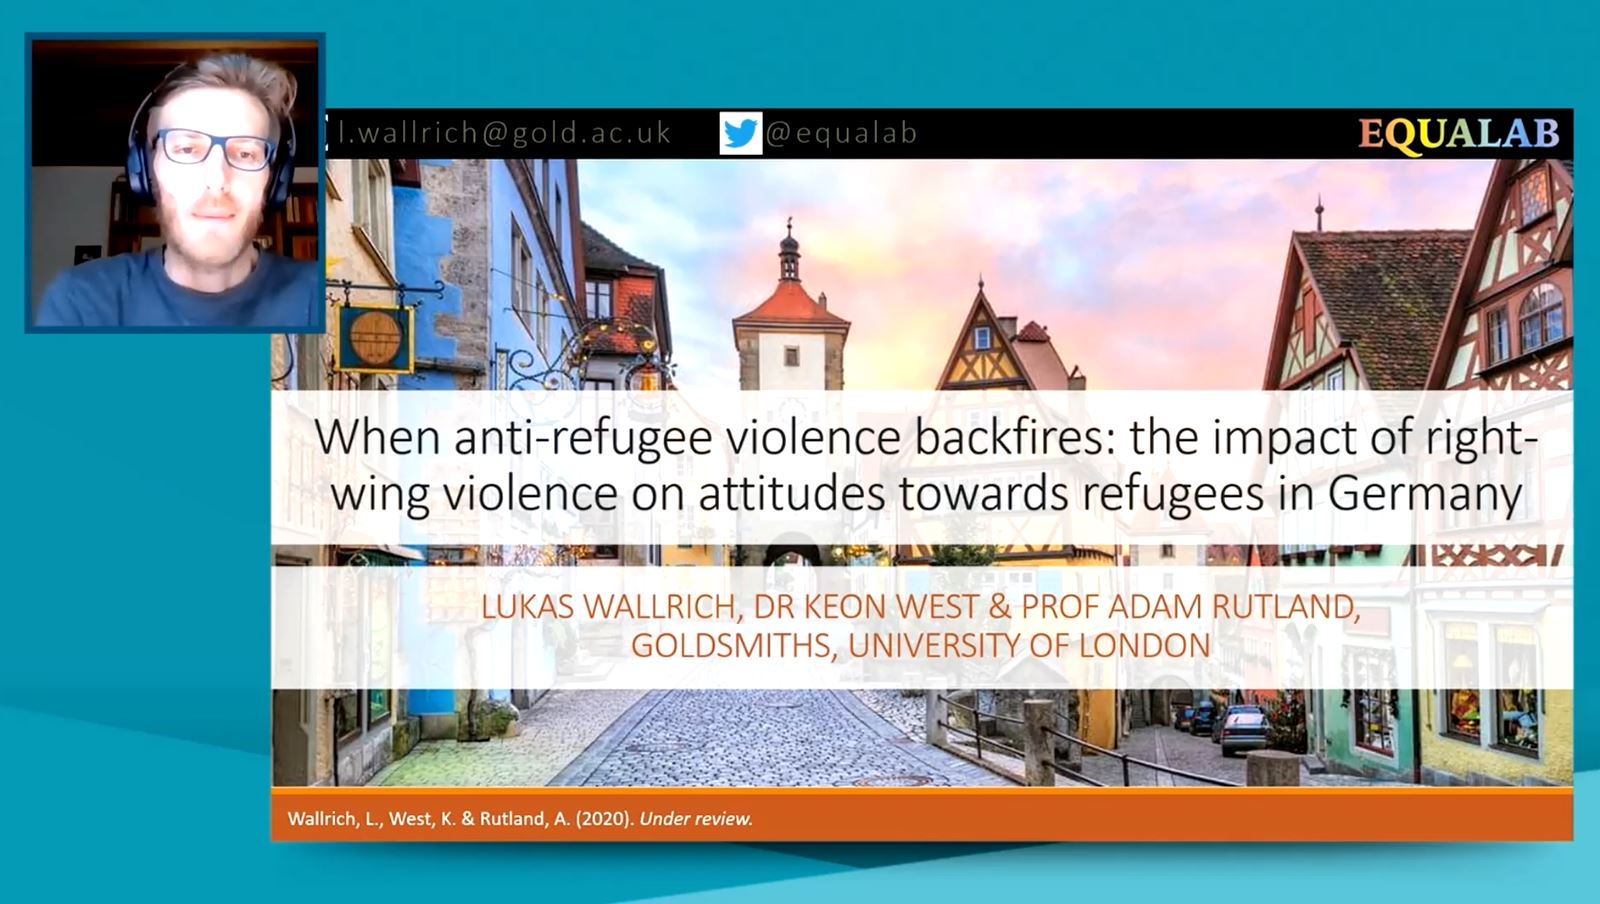 l.wallrich@gold.ac.uk
@equalab
EQUALAB
When anti-refugee violence backfires: the impact of right-
wing violence on attitudes towards refugees in Germany
LUKAS WALLRICH, DR KEON WEST & PROF ADAM RUTLAND,
GOLDSMITHS, UNIVERSITY OF LONDON
Wallrich, L., West, K. & Rutland, A. (2020). Under review.